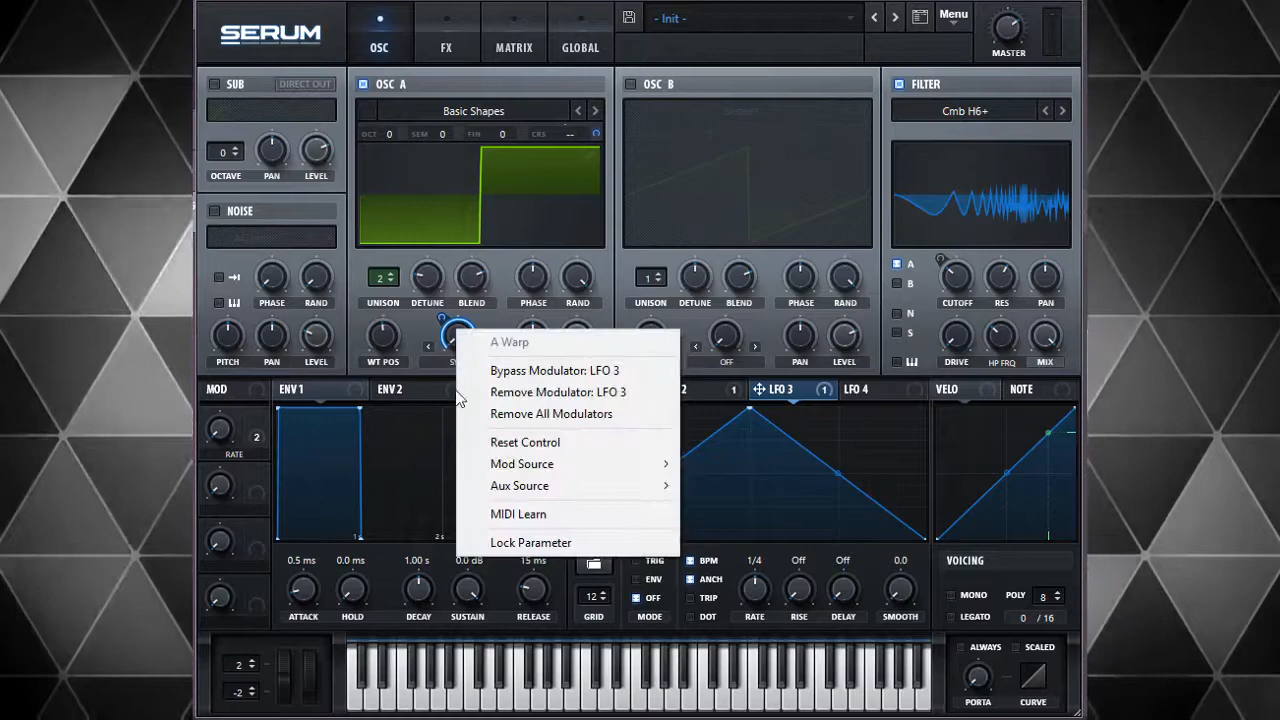 SERUM
OSC
FX
MATRIX
GLOBAL
- Init -
Menu
MASTER
SUB
DIRECT OUT
OSC A
OSC B
FILTER
Basic Shapes
Cmb H6+
OCT 0 SEM 0 FIN 0 CRS --
0
OCTAVE
PAN
LEVEL
NOISE
PHASE
RAND
PITCH
PAN
LEVEL
2
UNISON
DETUNE
BLEND
PHASE
RAND
WT POS
1
UNISON
DETUNE
BLEND
PHASE
RAND
OFF
PAN
LEVEL
A
B
N
S
CUTOFF
RES
PAN
DRIVE
HP FRQ
MIX
A Warp
Bypass Modulator: LFO 3
Remove Modulator: LFO 3
Remove All Modulators
Reset Control
Mod Source
Aux Source
MIDI Learn
Lock Parameter
MOD
ENV 1
ENV 2
2
1
LFO 3
1
LFO 4
VELO
NOTE
2
RATE
1s
2s
0.5 ms
0.0 ms
1.00 s
0.0 dB
15 ms
ATTACK
HOLD
DECAY
SUSTAIN
RELEASE
12
GRID
TRIG
ENV
OFF
MODE
BPM
ANCH
TRIP
DOT
1/4
Off
Off
0.0
RATE
RISE
DELAY
SMOOTH
VOICING
MONO
POLY
8
LEGATO
0 / 16
2
-2
ALWAYS
SCALED
PORTA
CURVE